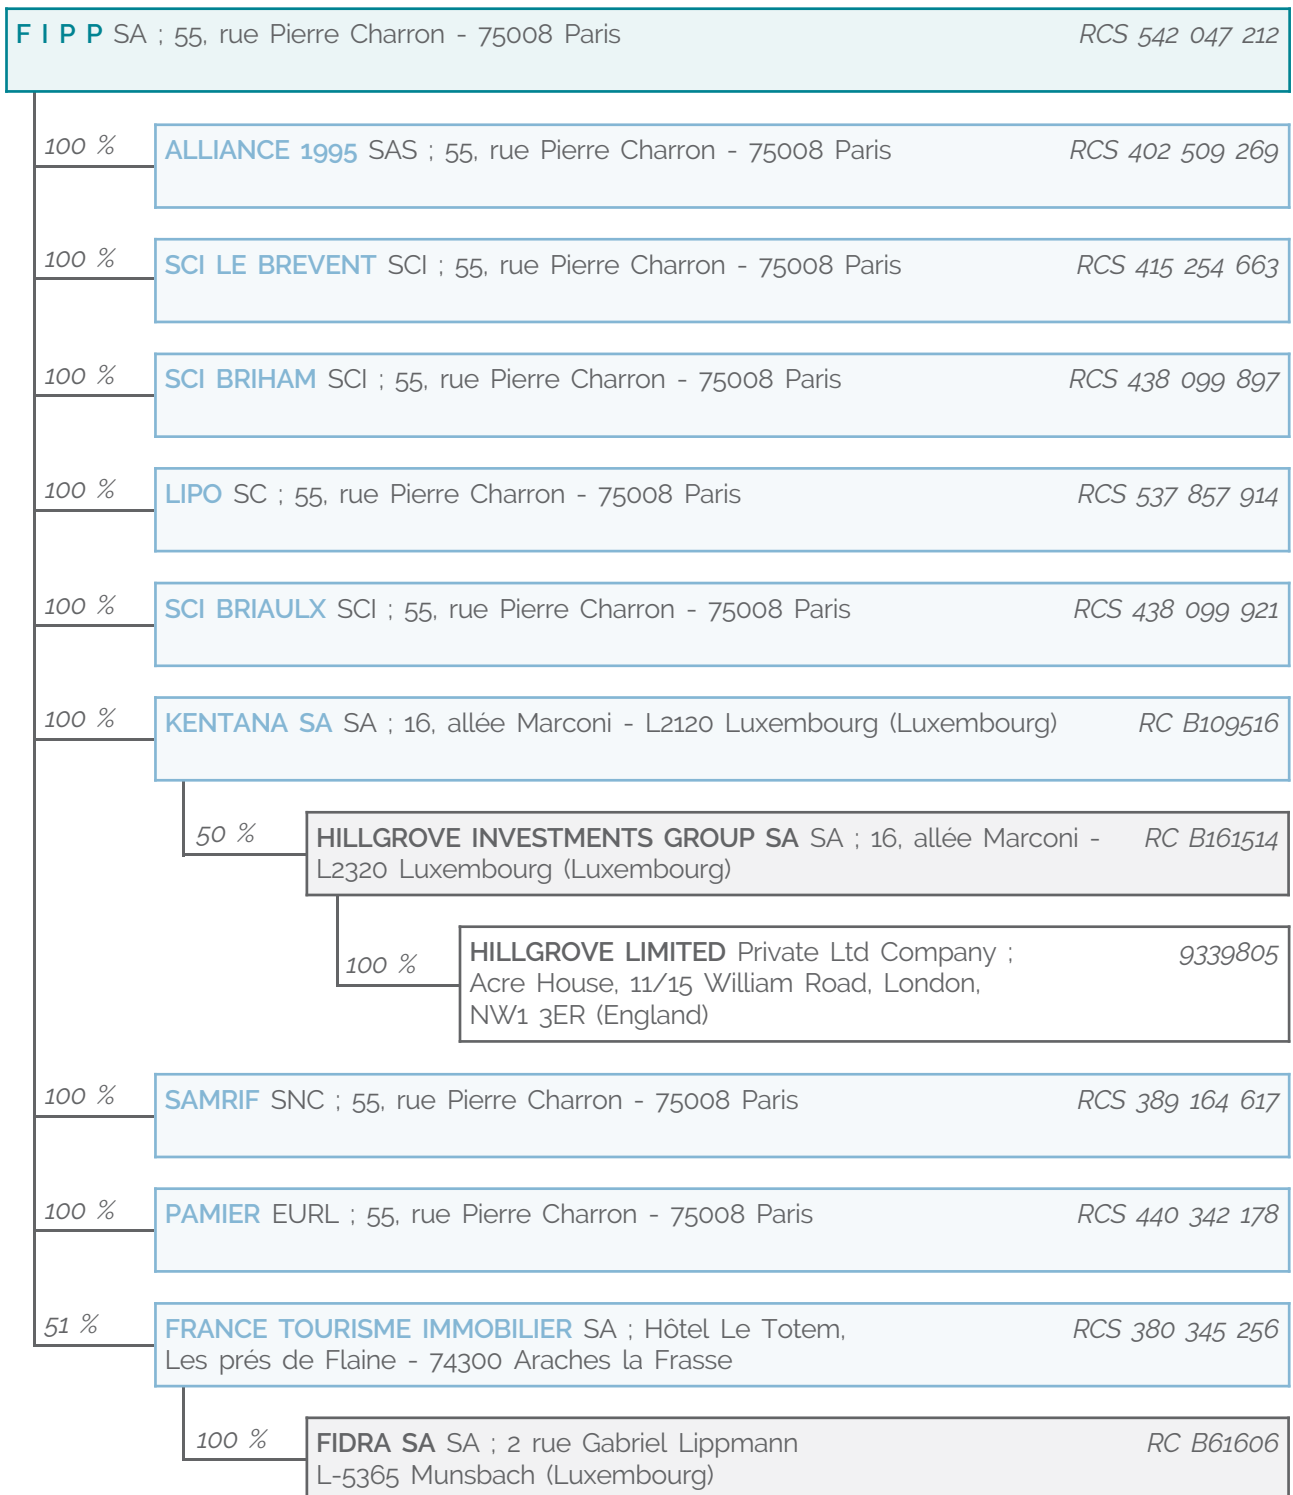 F I P P SA ; 55, rue Pierre Charron - 75008 Paris RCS 542 047 212
100 % ALLIANCE 1995 SAS ; 55, rue Pierre Charron - 75008 Paris RCS 402 509 269
100 % SCI LE BREVENT SCI ; 55, rue Pierre Charron - 75008 Paris RCS 415 254 663
100 % SCI BRIHAM SCI ; 55, rue Pierre Charron - 75008 Paris RCS 438 099 897
100 % LIPO SC ; 55, rue Pierre Charron - 75008 Paris RCS 537 857 914
100 % SCI BRIAULX SCI ; 55, rue Pierre Charron - 75008 Paris RCS 438 099 921
100 % KENTANA SA SA ; 16, allée Marconi - L2120 Luxembourg (Luxembourg) RC B109516
50 % HILLGROVE INVESTMENTS GROUP SA SA ; 16, allée Marconi - RC B161514
L2320 Luxembourg (Luxembourg)
100 % HILLGROVE LIMITED Private Ltd Company ; 9339805
Acre House, 11/15 William Road, London,
NW1 3ER (England)
100 % SAMRIF SNC ; 55, rue Pierre Charron - 75008 Paris RCS 389 164 617
100 % PAMIER EURL ; 55, rue Pierre Charron - 75008 Paris RCS 440 342 178
51 % FRANCE TOURISME IMMOBILIER SA ; Hôtel Le Totem, RCS 380 345 256
Les prés de Flaine - 74300 Araches la Frasse
100 % FIDRA SA SA ; 2 rue Gabriel Lippmann RC B61606
L-5365 Munsbach (Luxembourg)